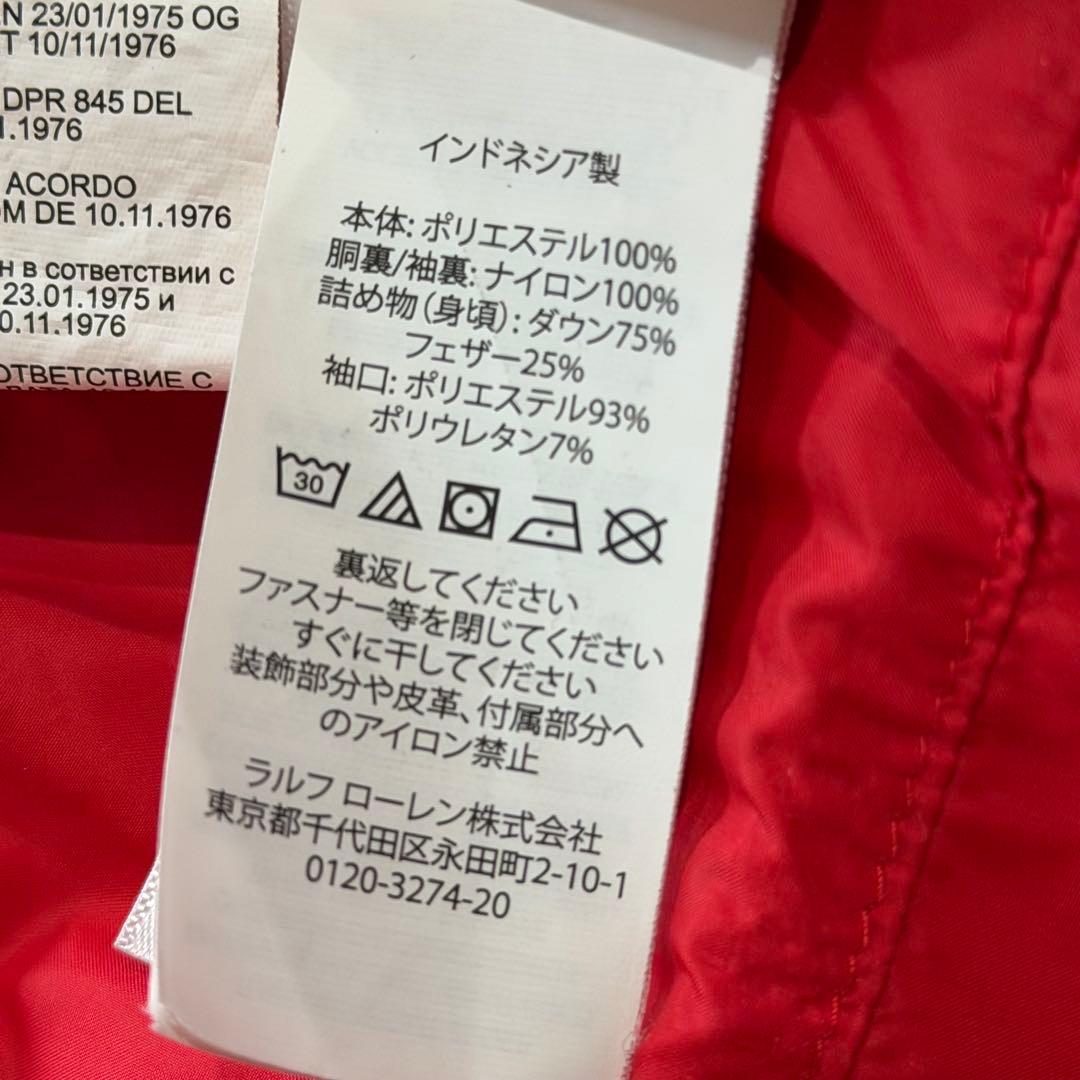 N 23/01/1975 OG
T 10/11/1976
DPR 845 DEL
1.1976
ACORDO
OM DE 10.11.1976
Н В СООТВЕТСТВИИ С
23.01.1975 и
0.11.1976
ОТВЕТСТВИЕ С
インドネシア製
本体: ポリエステル100%
胴裏/袖裏: ナイロン100%
詰め物 (身頃) : ダウン75%
フェザー25%
袖口: ポリエステル93%
ポリウレタン7%
30
裏返してください
ファスナー等を閉じてください
すぐに干してください
装飾部分や皮革、付属部分へ
のアイロン禁止
ラルフ ローレン株式会社
東京都千代田区永田町2-10-1
0120-3274-20